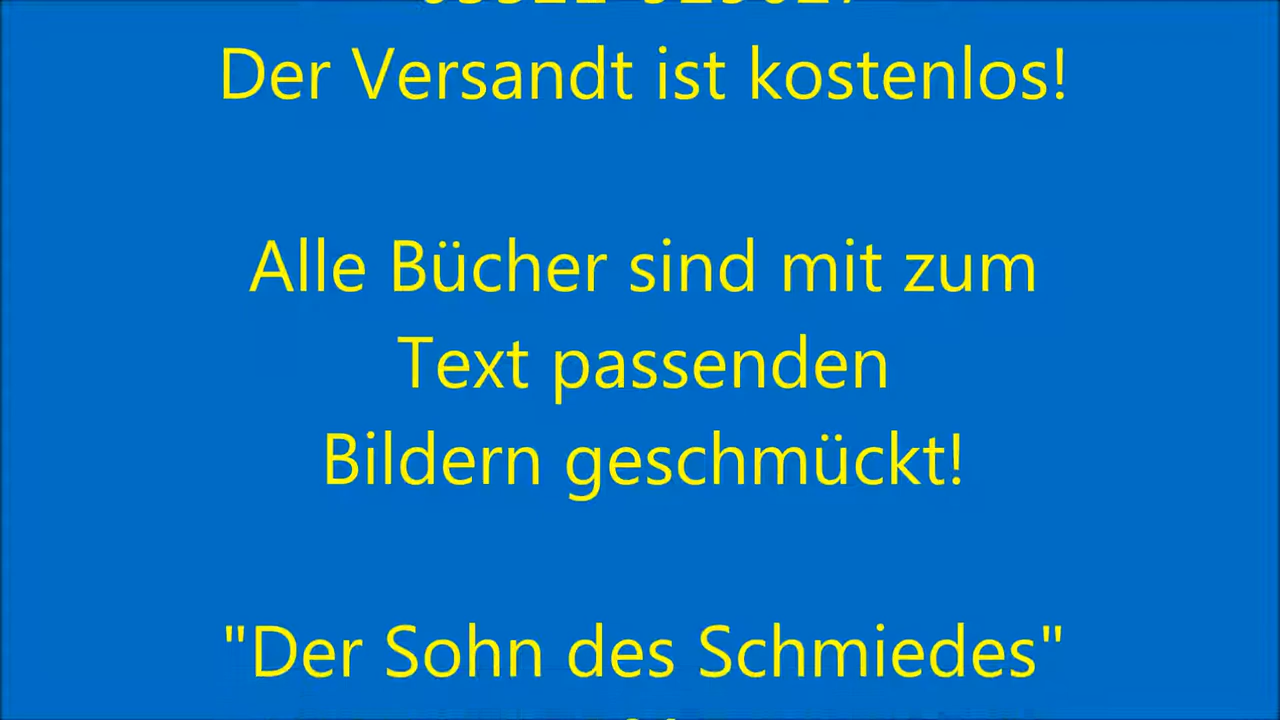 Der Versandt ist kostenlos!
Alle Bücher sind mit zum
Text passenden
Bildern geschmückt!
"Der Sohn des Schmiedes"